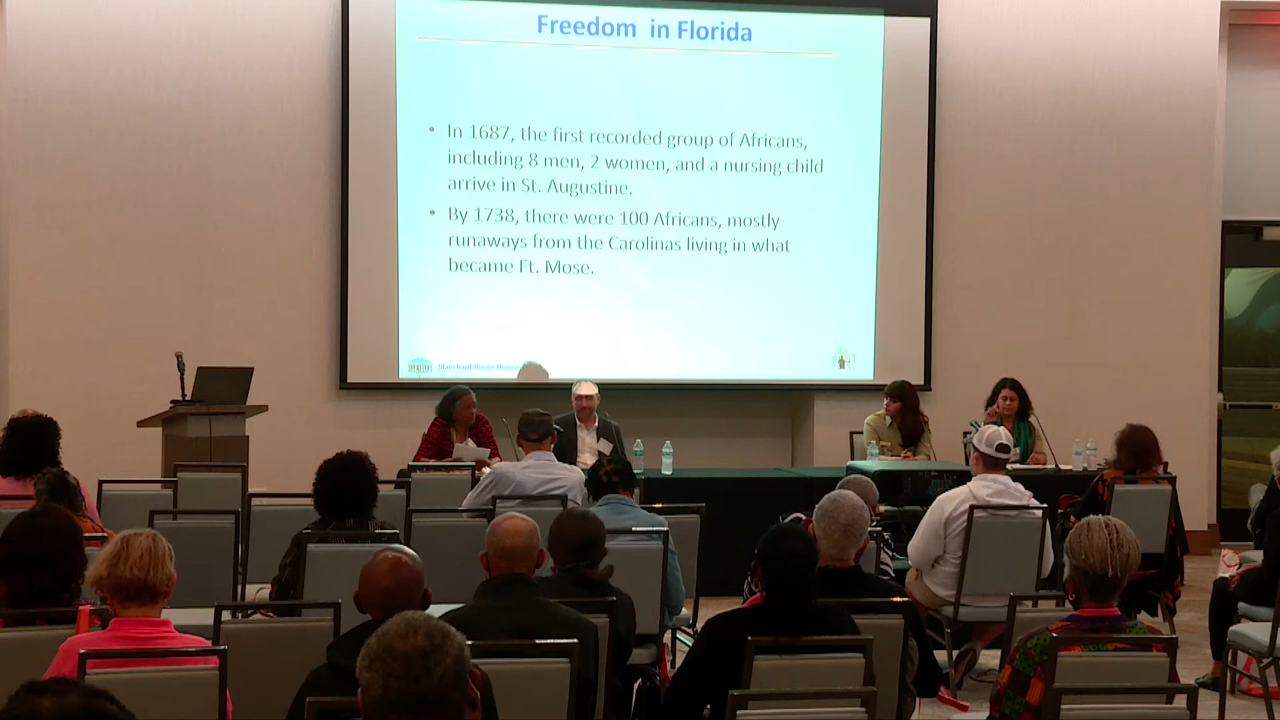 Freedom in Florida
• In 1687, the first recorded group of Africans,
including 8 men, 2 women, and a nursing child
arrive in St. Augustine.
• By 1738, there were 100 Africans, mostly
runaways from the Carolinas living in what
became Ft. Mose.
Blanchard House